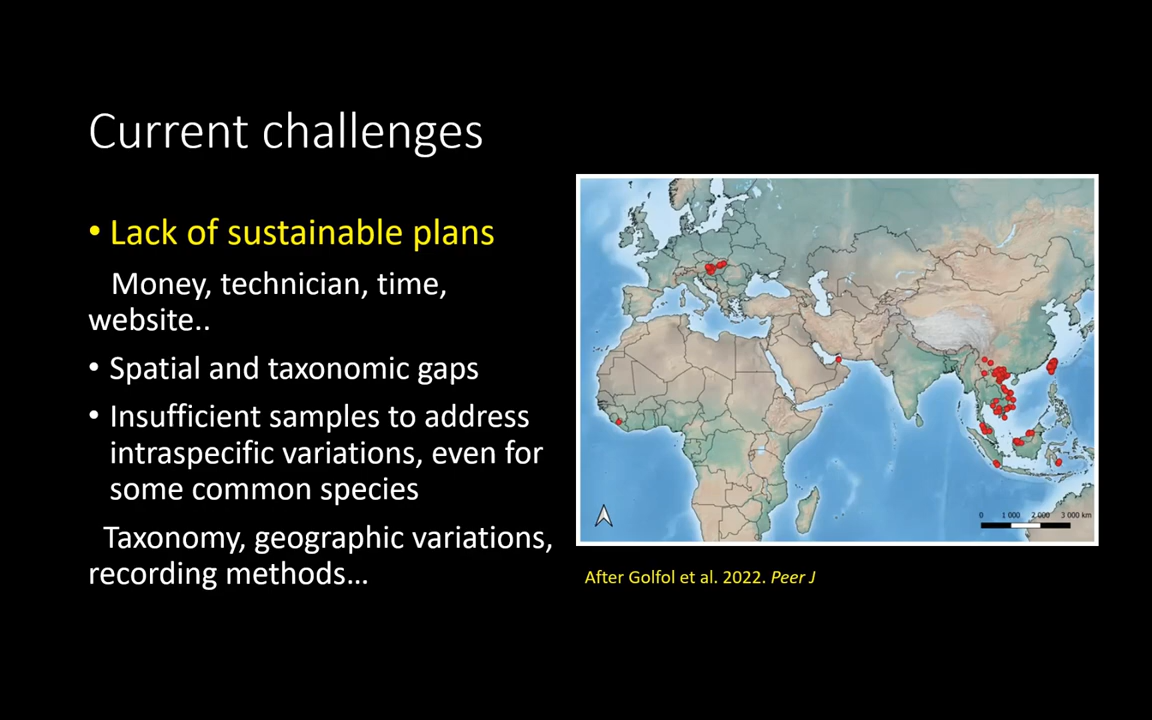 Current challenges
• Lack of sustainable plans
Money, technician, time,
website..
• Spatial and taxonomic gaps
• Insufficient samples to address
intraspecific variations, even for
some common species
Taxonomy, geographic variations,
recording methods...
0 1 000 2 000 3 000 km
After Golfol et al. 2022. Peer J